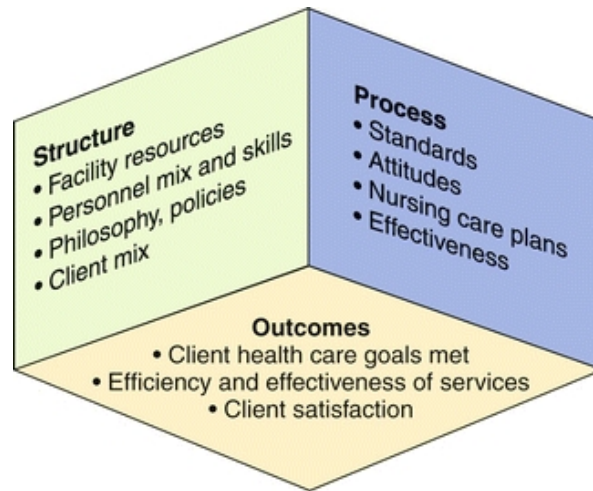 Structure
• Facility resources
• Personnel mix and skills
• Philosophy, policies
• Client mix
Process
• Standards
• Attitudes
• Nursing care plans
• Effectiveness
Outcomes
• Client health care goals met
• Efficiency and effectiveness of services
• Client satisfaction